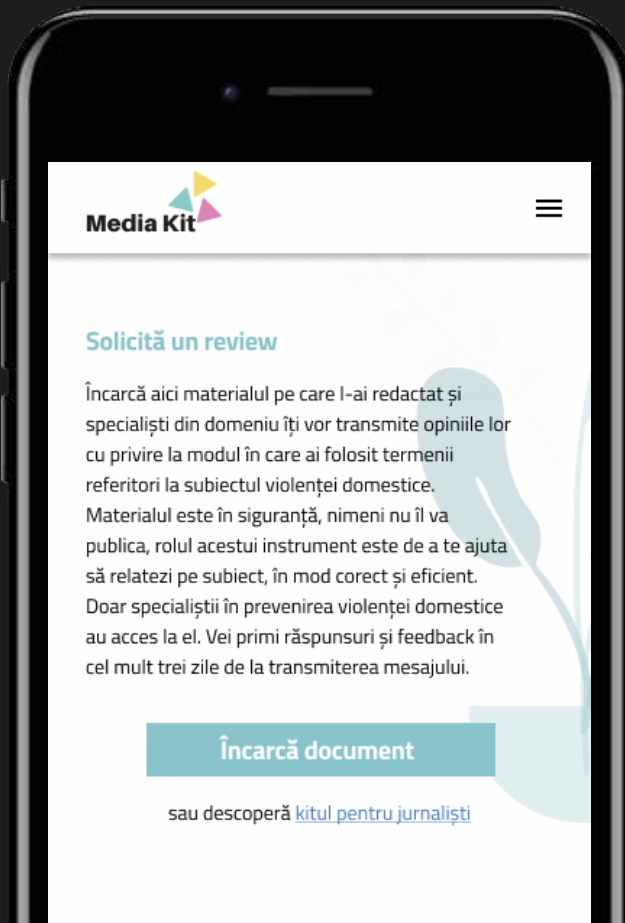 Media Kit
Solicită un review
Încarcă aici materialul pe care l-ai redactat și
specialiști din domeniu îți vor transmite opiniile lor
cu privire la modul în care ai folosit termenii
referitori la subiectul violenței domestice.
Materialul este în siguranță, nimeni nu îl va
publica, rolul acestui instrument este de a te ajuta
să relatezi pe subiect, în mod corect și eficient.
Doar specialiștii în prevenirea violenței domestice
au acces la el. Vei primi răspunsuri și feedback în
cel mult trei zile de la transmiterea mesajului.
Încarcă document
sau descoperă kitul pentru jurnaliști